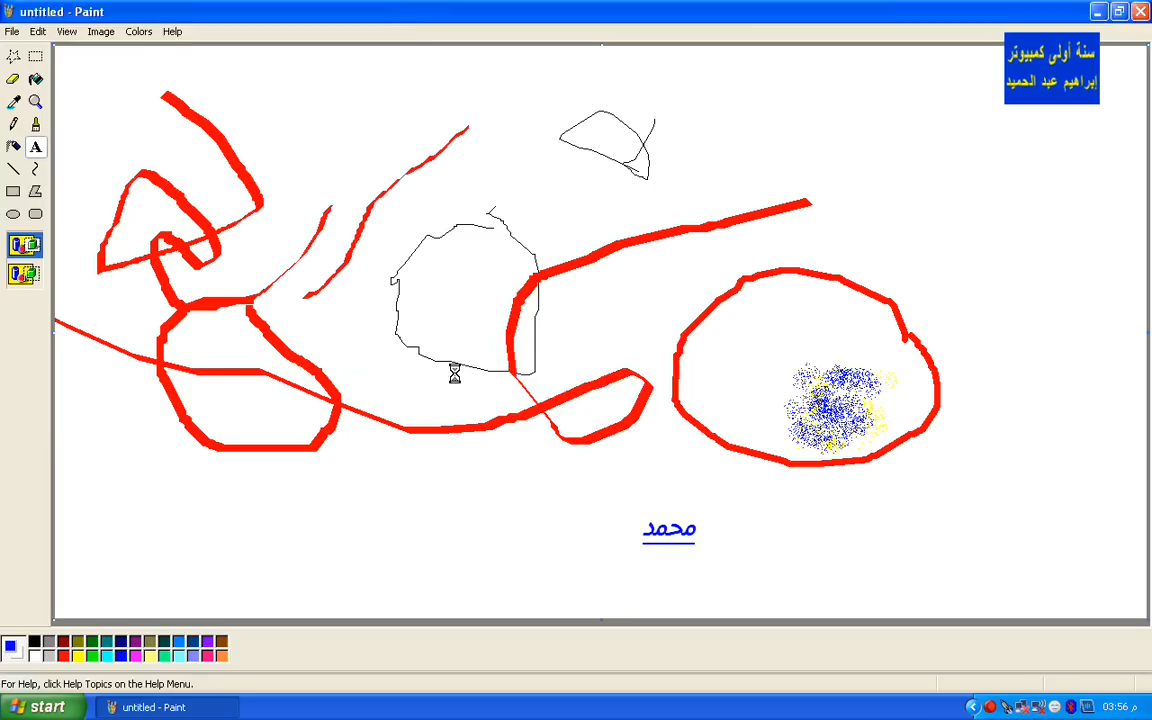 untitled - Paint
File Edit View Image Colors Help
سنة أولى كمبيوتر
إبراهيم عبد الحميد
A
محمد
For Help, click Help Topics on the Help Menu.
start
untitled - Paint
03:56 م